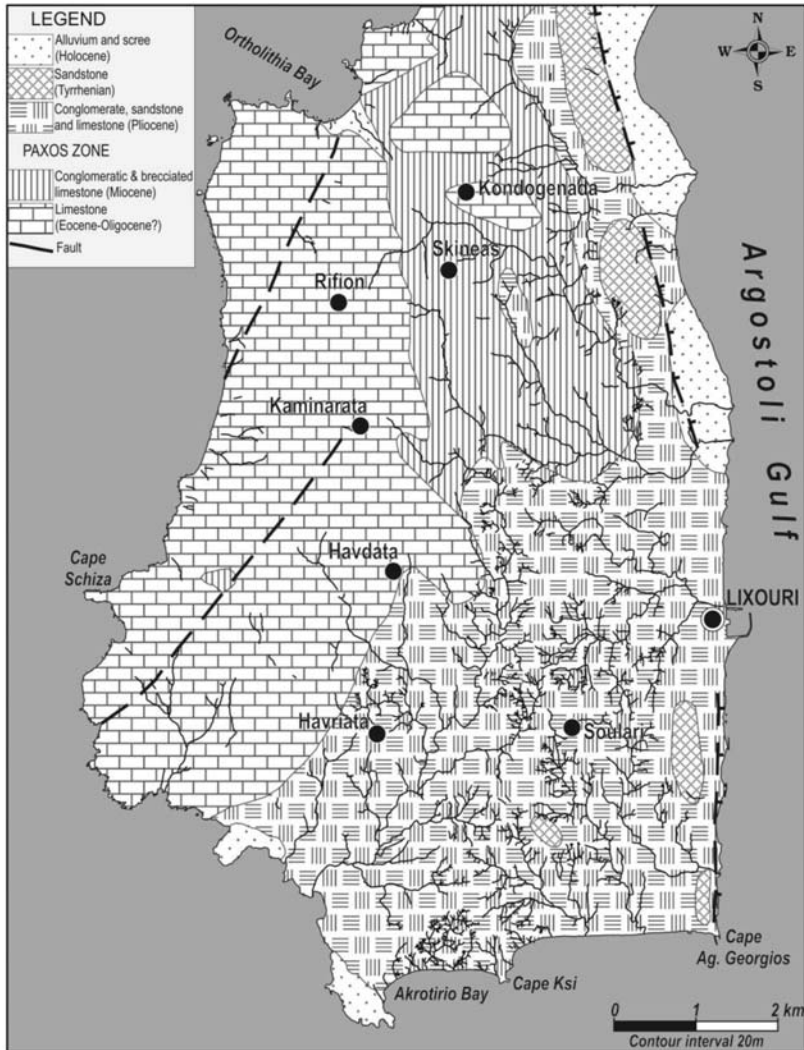 LEGEND
Alluvium and scree
(Holocene)
Sandstone
(Tyrrhenian)
Conglomerate, sandstone
and limestone (Pliocene)
PAXOS ZONE
Conglomeratic & brecciated
limestone (Miocene)
Limestone
(Eocene-Oligocene?)
Fault
Ortholithia Bay
N
W E
S
Kondogenada
Skineas
Rifion
Argostoli Gulf
Kaminarata
Cape
Schiza
Havdata
LIXOURI
Havriata
Soulari
Cape
Ag. Georgios
Cape Ksi
Akrotirio Bay
0 1 2 km
Contour interval 20m